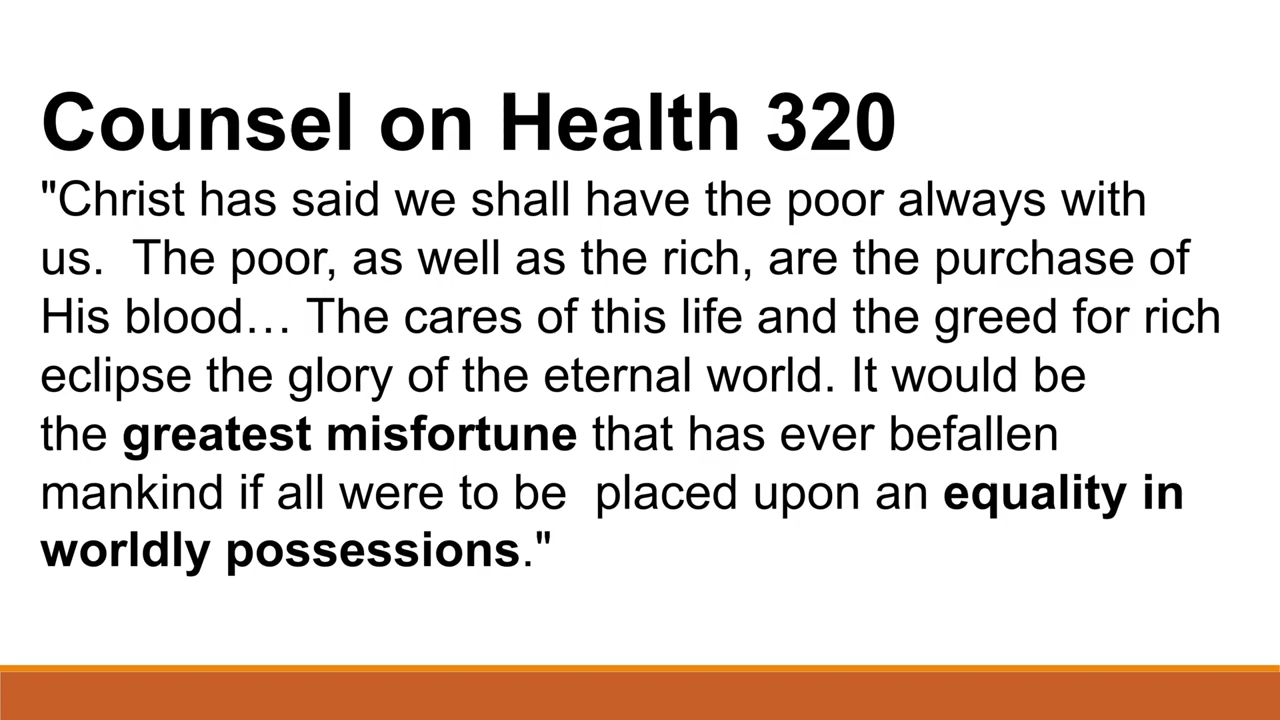 Counsel on Health 320
"Christ has said we shall have the poor always with
us.  The poor, as well as the rich, are the purchase of
His blood… The cares of this life and the greed for rich
eclipse the glory of the eternal world. It would be
the greatest misfortune that has ever befallen
mankind if all were to be  placed upon an equality in
worldly possessions."